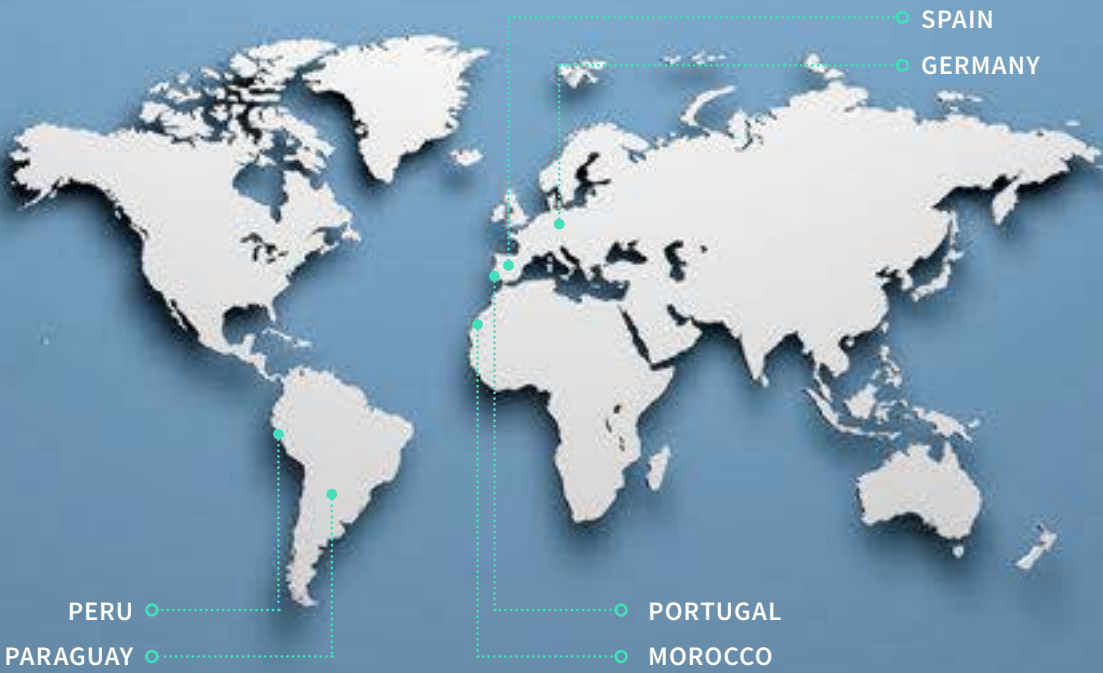 SPAIN
GERMANY
PERU
PORTUGAL
PARAGUAY
MOROCCO